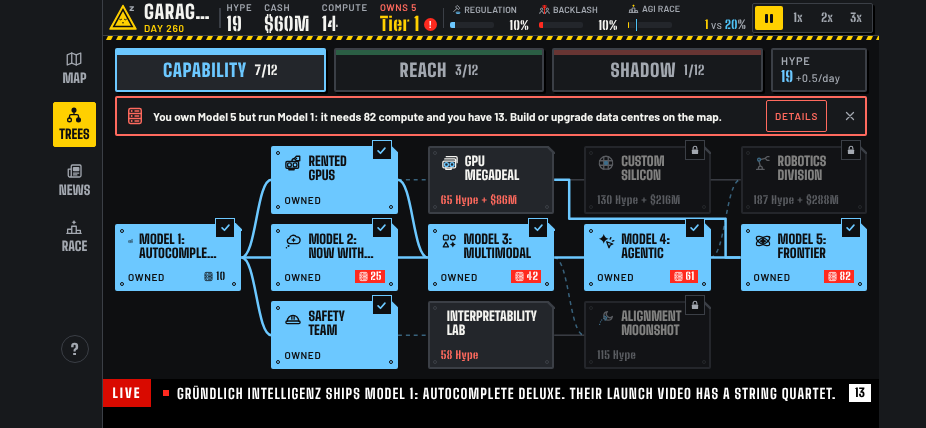 GARAG...
DAY 260
HYPE
19
CASH
$60M
COMPUTE
14
OWNS 5
Tier 1 !
REGULATION
10%
BACKLASH
10%
AGI RACE
1 vs 20%
1x
2x
3x
MAP
TREES
NEWS
RACE
?
CAPABILITY 7/12
REACH 3/12
SHADOW 1/12
HYPE
19 +0.5/day
You own Model 5 but run Model 1: it needs 82 compute and you have 13. Build or upgrade data centres on the map.
DETAILS
RENTED
GPUS
OWNED
GPU
MEGADEAL
65 Hype + $86M
CUSTOM
SILICON
130 Hype + $216M
ROBOTICS
DIVISION
187 Hype + $288M
MODEL 1:
AUTOCOMPLE...
OWNED
10
MODEL 2:
NOW WITH...
OWNED
25
MODEL 3:
MULTIMODAL
OWNED
42
MODEL 4:
AGENTIC
OWNED
61
MODEL 5:
FRONTIER
OWNED
82
SAFETY
TEAM
OWNED
INTERPRETABILITY
LAB
58 Hype
ALIGNMENT
MOONSHOT
115 Hype
LIVE
GRÜNDLICH INTELLIGENZ SHIPS MODEL 1: AUTOCOMPLETE DELUXE. THEIR LAUNCH VIDEO HAS A STRING QUARTET.
13